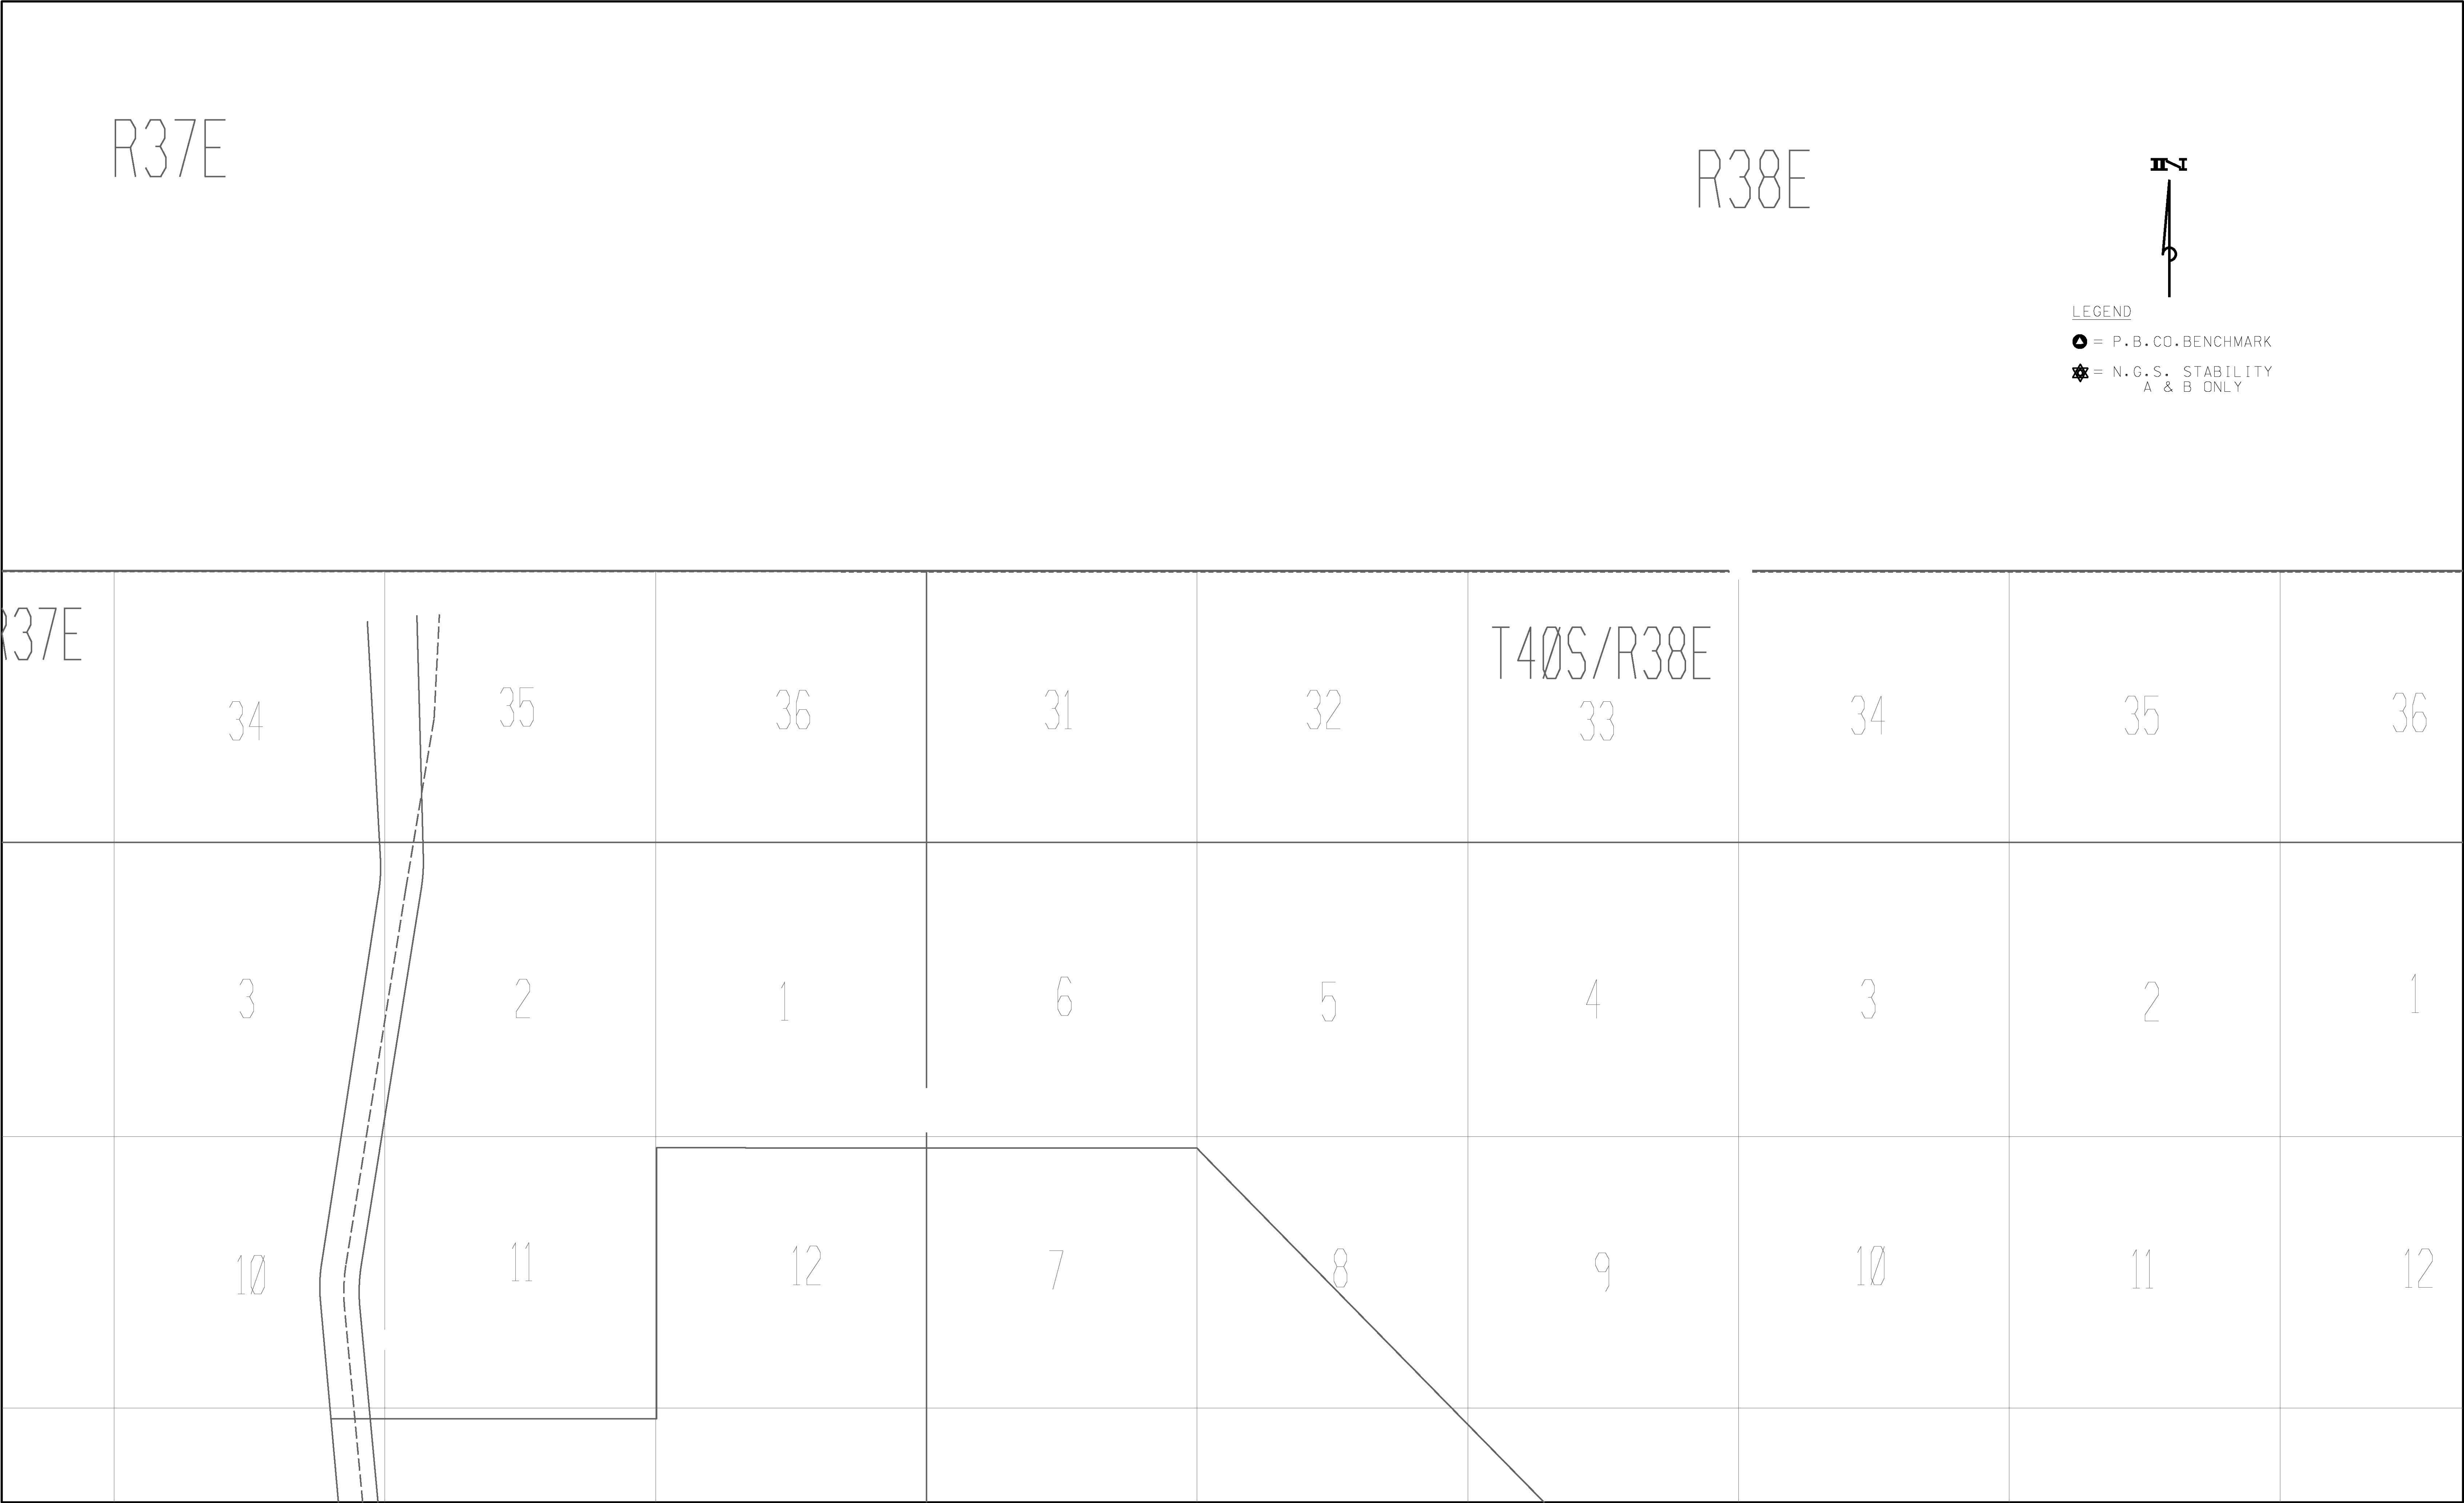 R37E
R38E
N
LEGEND
= P.B.CO.BENCHMARK
= N.G.S. STABILITY
A & B ONLY
R37E
T40S/R38E
34 35 36 31 32 33 34 35 36
3 2 1 6 5 4 3 2 1
10 11 12 7 8 9 10 11 12